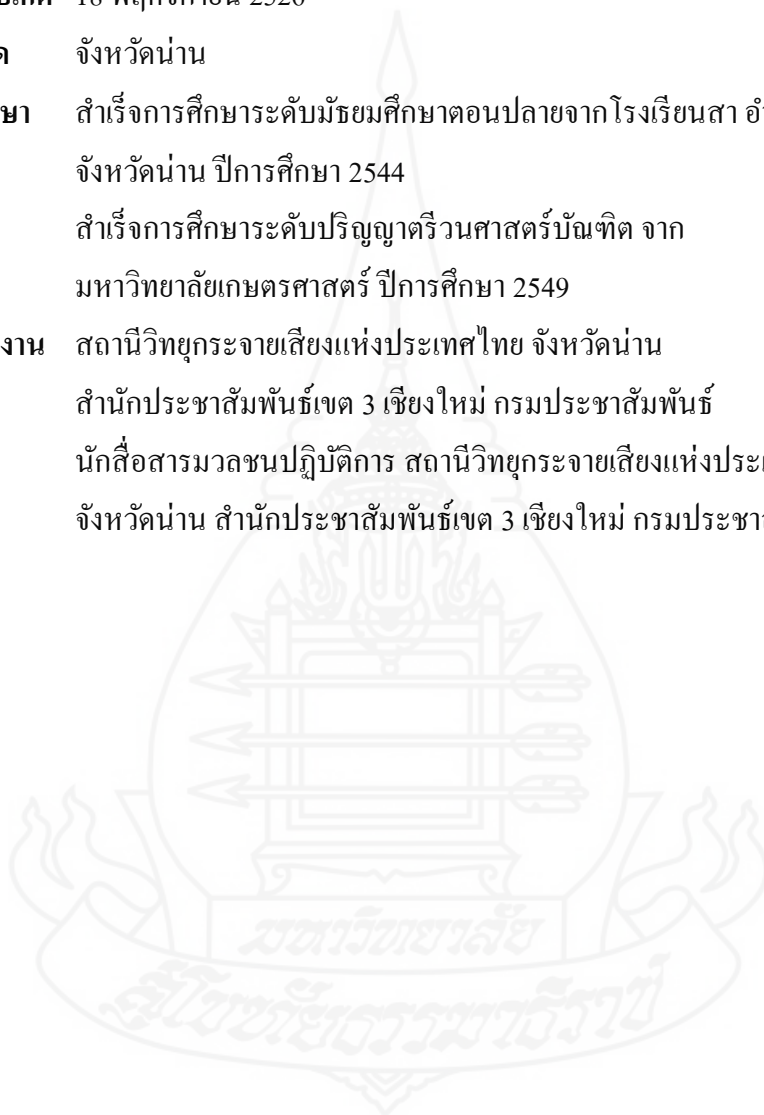 18 พฤศจิกายน 2526
จังหวัดน่าน
สำเร็จการศึกษาระดับมัธยมศึกษาตอนปลายจากโรงเรียนสา
จังหวัดน่าน ปีการศึกษา 2544
สำเร็จการศึกษาระดับปริญญาตรีวนศาสตร์บัณฑิต จาก
มหาวิทยาลัยเกษตรศาสตร์ ปีการศึกษา 2549
งาน สถานีวิทยุกระจายเสียงแห่งประเทศไทย จังหวัดน่าน
สำนักประชาสัมพันธ์เขต 3 เชียงใหม่ กรมประชาสัมพันธ์
นักสื่อสารมวลชนปฏิบัติการ สถานีวิทยุกระจายเสียงแห่ง
จังหวัดน่าน สำนักประชาสัมพันธ์เขต 3 เชียงใหม่
มหาวิทยาลัย
สุโขทัยธรรมาธิราช